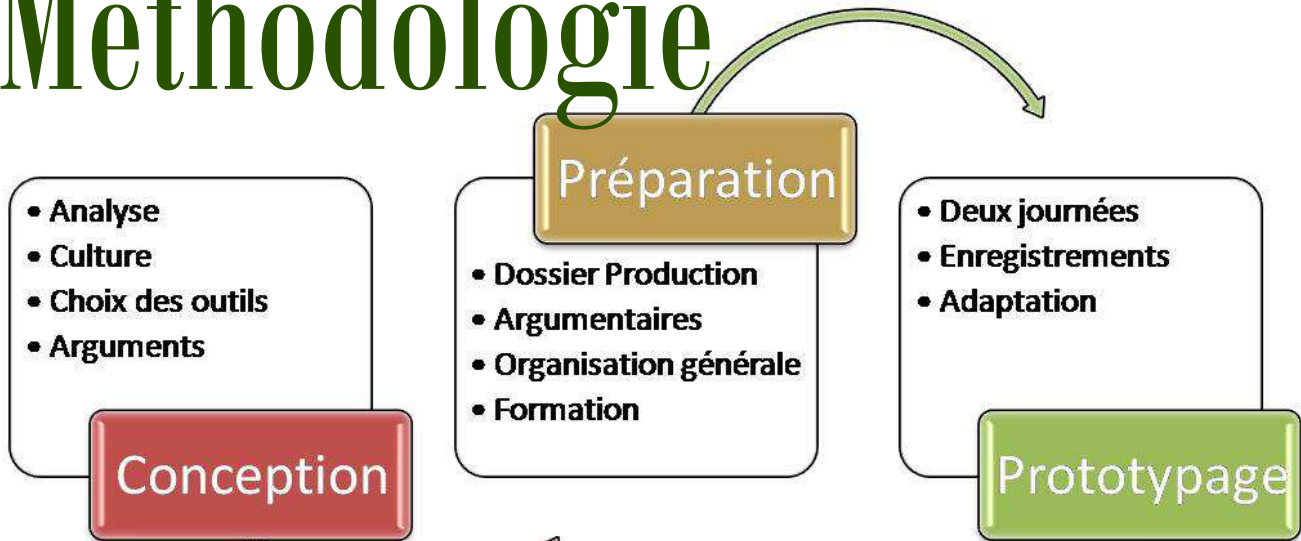 Méthodologie
Préparation
• Analyse
• Culture
• Choix des outils
• Arguments
Conception
• Dossier Production
• Argumentaires
• Organisation générale
• Formation
• Deux journées
• Enregistrements
• Adaptation
Prototypage